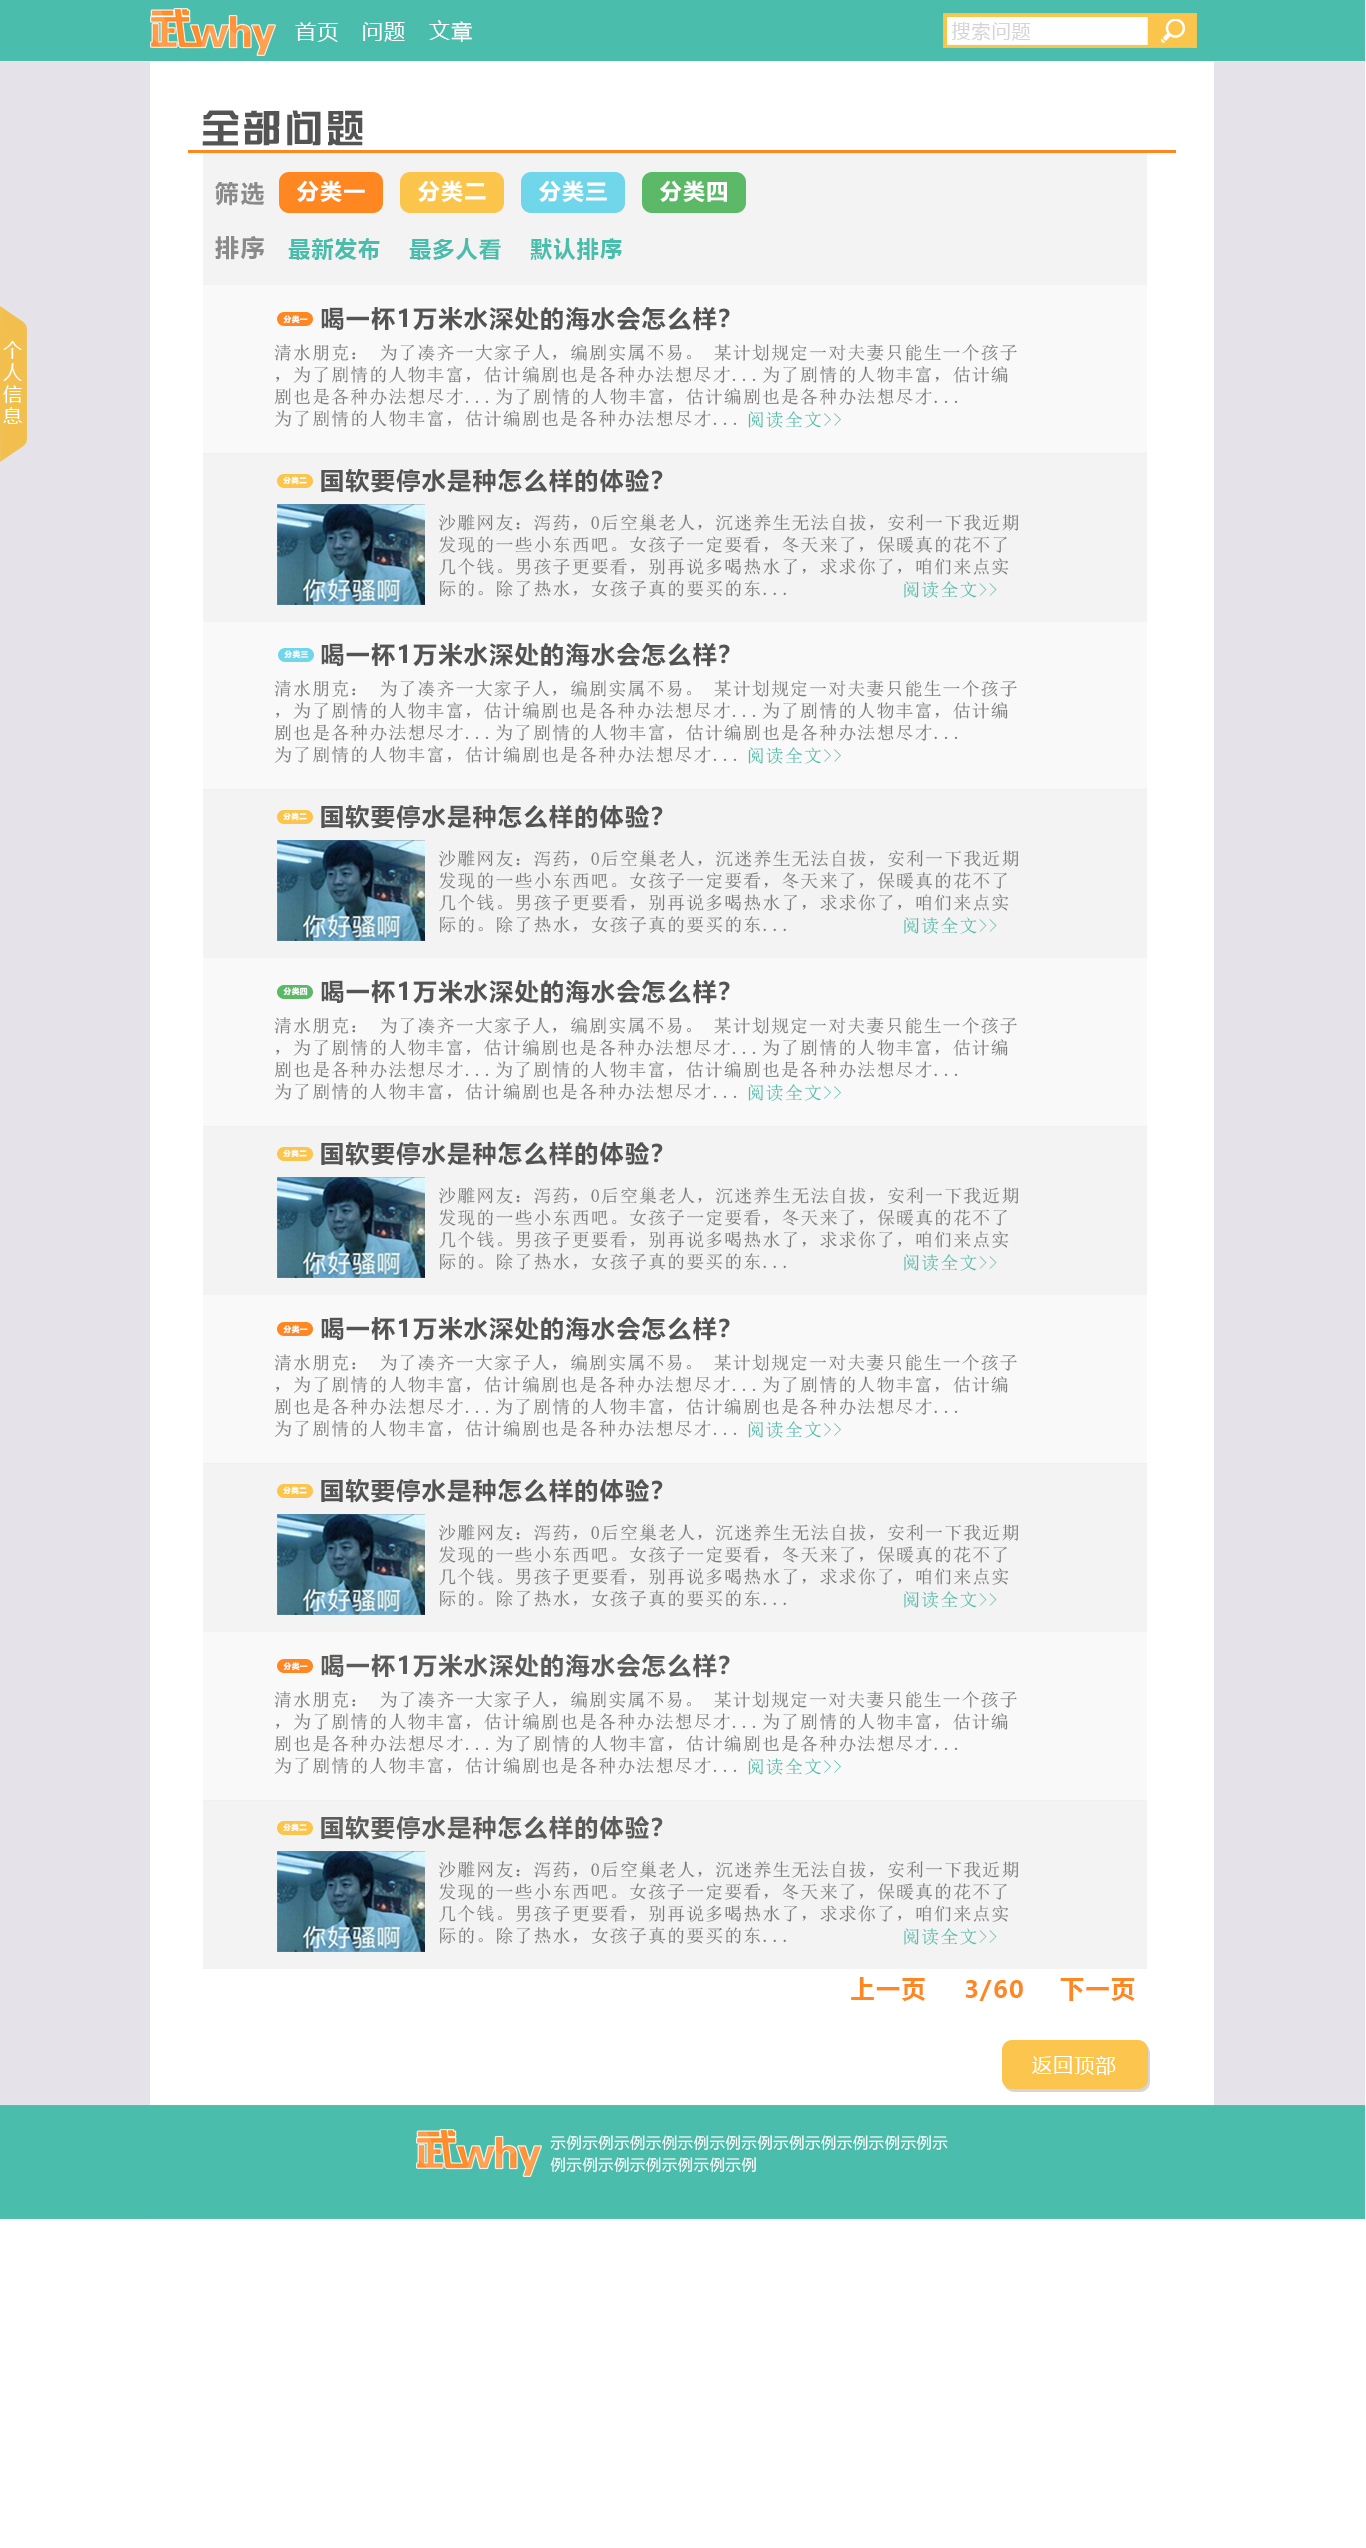 武why 首页 问题 文章 搜索问题
全部问题
筛选 分类一 分类二 分类三 分类四
排序 最新发布 最多人看 默认排序
个人信息
分类一 喝一杯1万米水深处的海水会怎么样?
清水朋克： 为了凑齐一大家子人，编剧实属不易。 某计划规定一对夫妻只能生一个孩子
，为了剧情的人物丰富，估计编剧也是各种办法想尽才...为了剧情的人物丰富，估计编
剧也是各种办法想尽才...为了剧情的人物丰富，估计编剧也是各种办法想尽才...
为了剧情的人物丰富，估计编剧也是各种办法想尽才... 阅读全文>>
分类二 国软要停水是种怎么样的体验?
你好骚啊
沙雕网友：泻药，0后空巢老人，沉迷养生无法自拔，安利一下我近期
发现的一些小东西吧。女孩子一定要看，冬天来了，保暖真的花不了
几个钱。男孩子更要看，别再说多喝热水了，求求你了，咱们来点实
际的。除了热水，女孩子真的要买的东... 阅读全文>>
分类三 喝一杯1万米水深处的海水会怎么样?
清水朋克： 为了凑齐一大家子人，编剧实属不易。 某计划规定一对夫妻只能生一个孩子
，为了剧情的人物丰富，估计编剧也是各种办法想尽才...为了剧情的人物丰富，估计编
剧也是各种办法想尽才...为了剧情的人物丰富，估计编剧也是各种办法想尽才...
为了剧情的人物丰富，估计编剧也是各种办法想尽才... 阅读全文>>
分类二 国软要停水是种怎么样的体验?
你好骚啊
沙雕网友：泻药，0后空巢老人，沉迷养生无法自拔，安利一下我近期
发现的一些小东西吧。女孩子一定要看，冬天来了，保暖真的花不了
几个钱。男孩子更要看，别再说多喝热水了，求求你了，咱们来点实
际的。除了热水，女孩子真的要买的东... 阅读全文>>
分类四 喝一杯1万米水深处的海水会怎么样?
清水朋克： 为了凑齐一大家子人，编剧实属不易。 某计划规定一对夫妻只能生一个孩子
，为了剧情的人物丰富，估计编剧也是各种办法想尽才...为了剧情的人物丰富，估计编
剧也是各种办法想尽才...为了剧情的人物丰富，估计编剧也是各种办法想尽才...
为了剧情的人物丰富，估计编剧也是各种办法想尽才... 阅读全文>>
分类二 国软要停水是种怎么样的体验?
你好骚啊
沙雕网友：泻药，0后空巢老人，沉迷养生无法自拔，安利一下我近期
发现的一些小东西吧。女孩子一定要看，冬天来了，保暖真的花不了
几个钱。男孩子更要看，别再说多喝热水了，求求你了，咱们来点实
际的。除了热水，女孩子真的要买的东... 阅读全文>>
分类一 喝一杯1万米水深处的海水会怎么样?
清水朋克： 为了凑齐一大家子人，编剧实属不易。 某计划规定一对夫妻只能生一个孩子
，为了剧情的人物丰富，估计编剧也是各种办法想尽才...为了剧情的人物丰富，估计编
剧也是各种办法想尽才...为了剧情的人物丰富，估计编剧也是各种办法想尽才...
为了剧情的人物丰富，估计编剧也是各种办法想尽才... 阅读全文>>
分类二 国软要停水是种怎么样的体验?
你好骚啊
沙雕网友：泻药，0后空巢老人，沉迷养生无法自拔，安利一下我近期
发现的一些小东西吧。女孩子一定要看，冬天来了，保暖真的花不了
几个钱。男孩子更要看，别再说多喝热水了，求求你了，咱们来点实
际的。除了热水，女孩子真的要买的东... 阅读全文>>
分类一 喝一杯1万米水深处的海水会怎么样?
清水朋克： 为了凑齐一大家子人，编剧实属不易。 某计划规定一对夫妻只能生一个孩子
，为了剧情的人物丰富，估计编剧也是各种办法想尽才...为了剧情的人物丰富，估计编
剧也是各种办法想尽才...为了剧情的人物丰富，估计编剧也是各种办法想尽才...
为了剧情的人物丰富，估计编剧也是各种办法想尽才... 阅读全文>>
分类二 国软要停水是种怎么样的体验?
你好骚啊
沙雕网友：泻药，0后空巢老人，沉迷养生无法自拔，安利一下我近期
发现的一些小东西吧。女孩子一定要看，冬天来了，保暖真的花不了
几个钱。男孩子更要看，别再说多喝热水了，求求你了，咱们来点实
际的。除了热水，女孩子真的要买的东... 阅读全文>>
上一页 3/60 下一页
返回顶部
武why
示例示例示例示例示例示例示例示例示例示例示例示例示
例示例示例示例示例示例示例